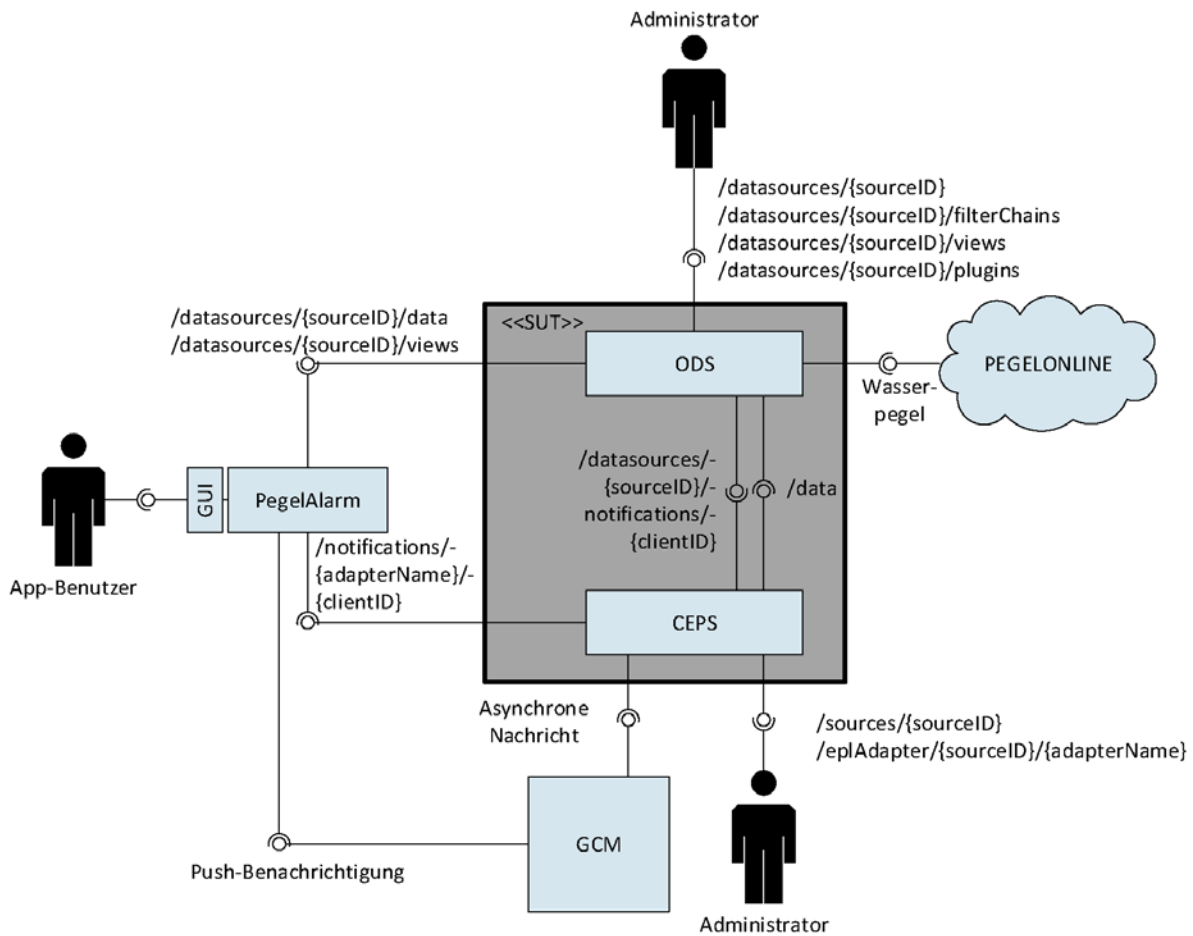 Administrator
/datasources/{sourceID}
/datasources/{sourceID}/filterChains
/datasources/{sourceID}/views
/datasources/{sourceID}/plugins
/datasources/{sourceID}/data
/datasources/{sourceID}/views
<<SUT>>
ODS
PEGELONLINE
Wasser-
pegel
/datasources/-
{sourceID}/-
notifications/-
{clientID}
/data
GUI
PegelAlarm
App-Benutzer
/notifications/-
{adapterName}/-
{clientID}
CEPS
Asynchrone
Nachricht
/sources/{sourceID}
/eplAdapter/{sourceID}/{adapterName}
GCM
Push-Benachrichtigung
Administrator